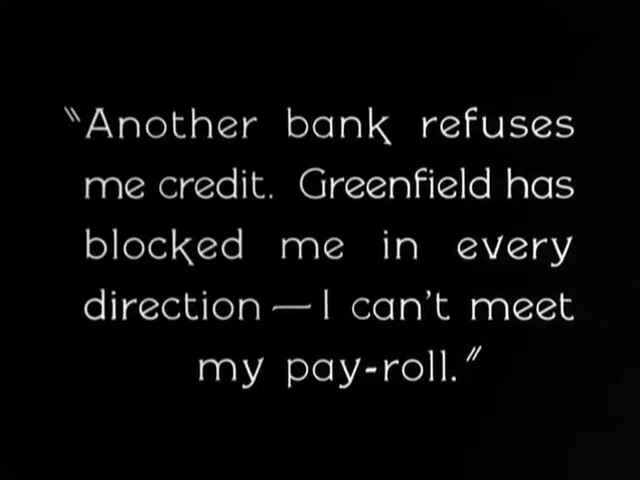 "Another bank refuses
me credit. Greenfield has
blocked me in every
direction — I can't meet
my pay-roll."